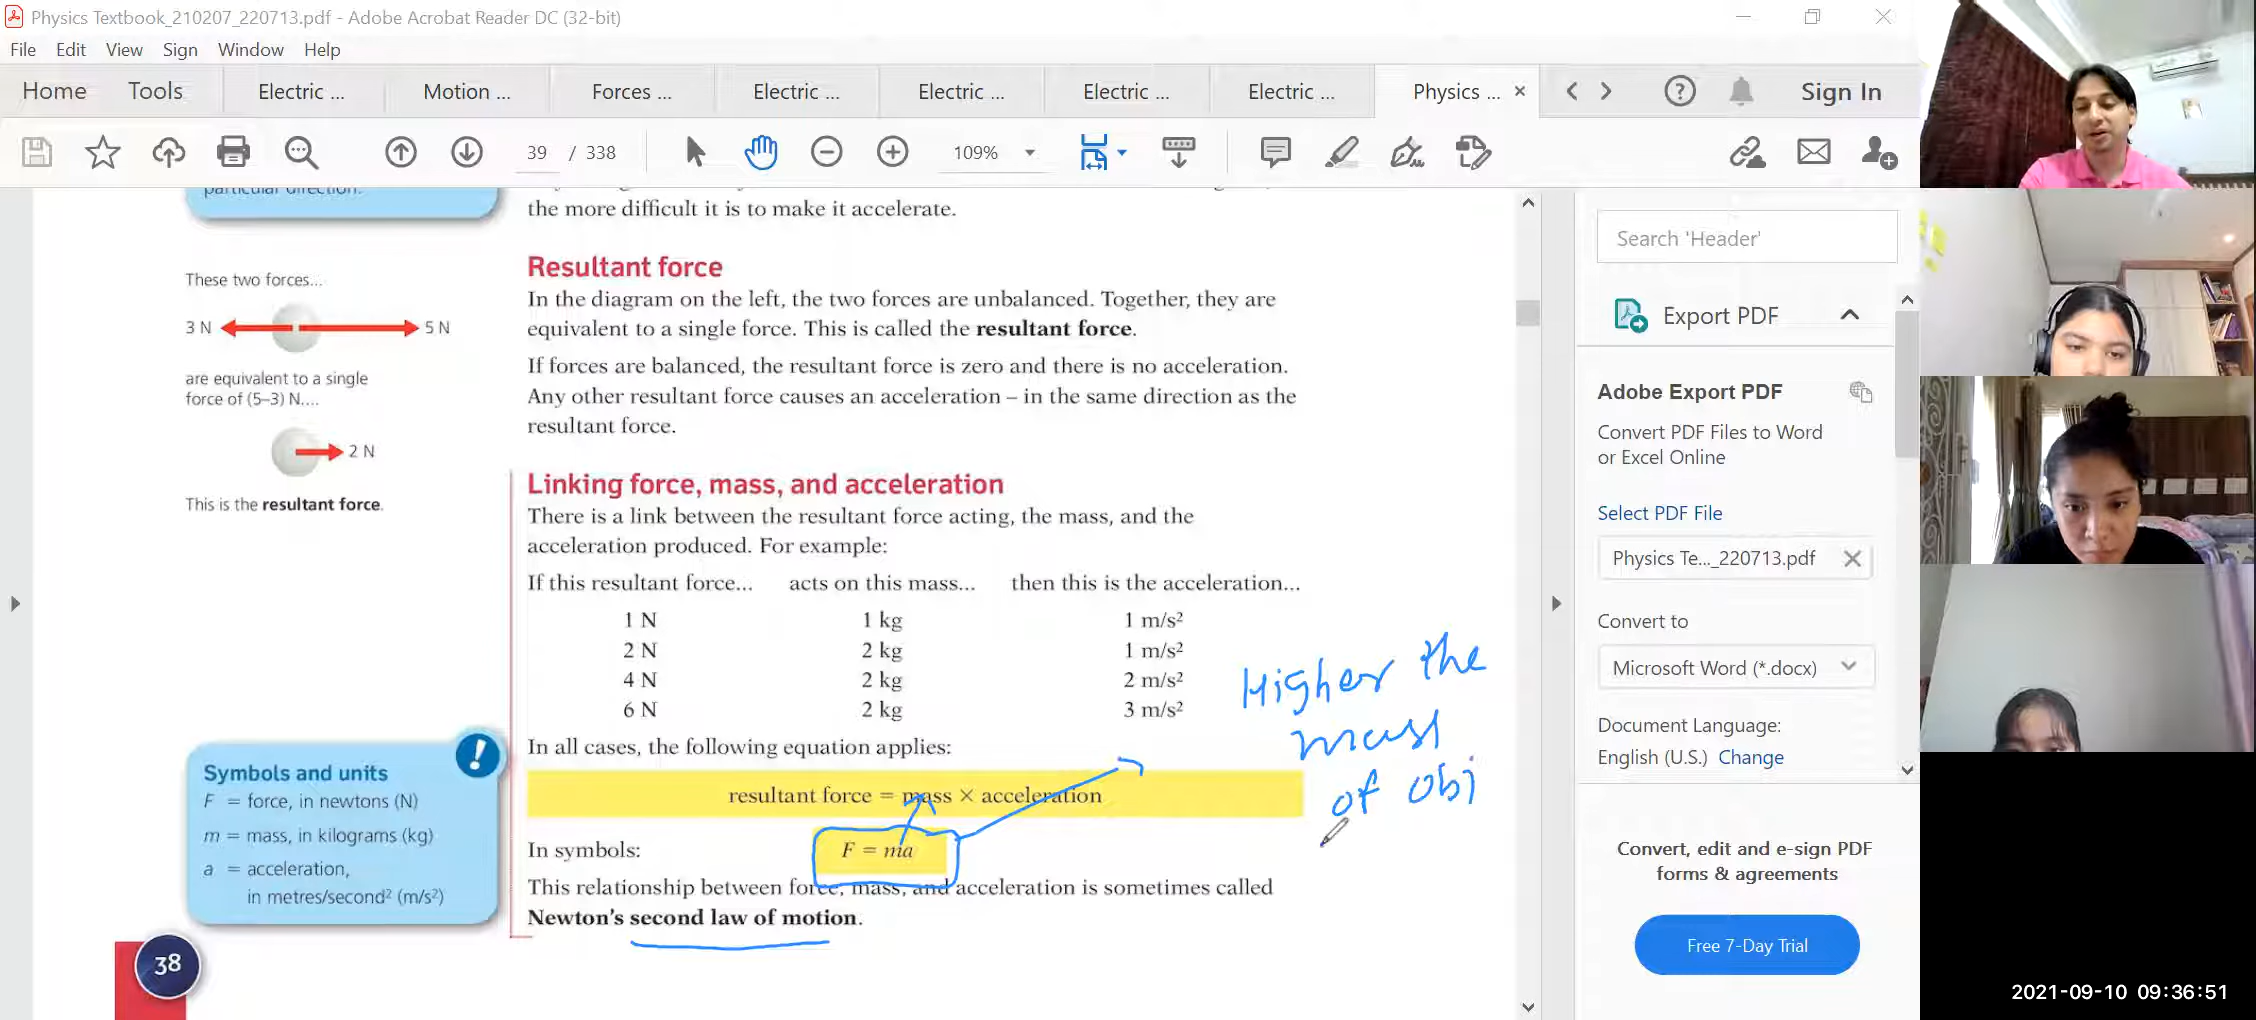 Physics Textbook_210207_220713.pdf - Adobe Acrobat Reader DC (32-bit)
File Edit View Sign Window Help
Home Tools Electric ... Motion ... Forces ... Electric ... Electric ... Electric ... Electric ... Physics ... × Sign In
39 / 338 109%
particular direction.
the more difficult it is to make it accelerate.
These two forces...
3 N 5 N
are equivalent to a single
force of (5–3) N....
2 N
This is the resultant force.
Resultant force
In the diagram on the left, the two forces are unbalanced. Together, they are
equivalent to a single force. This is called the resultant force.
If forces are balanced, the resultant force is zero and there is no acceleration.
Any other resultant force causes an acceleration – in the same direction as the
resultant force.
Linking force, mass, and acceleration
There is a link between the resultant force acting, the mass, and the
acceleration produced. For example:
If this resultant force... acts on this mass... then this is the acceleration...
1 N 1 kg 1 m/s²
2 N 2 kg 1 m/s²
4 N 2 kg 2 m/s²
6 N 2 kg 3 m/s²
In all cases, the following equation applies:
resultant force = mass × acceleration
In symbols: F = ma
This relationship between force, mass, and acceleration is sometimes called
Newton's second law of motion.
Higher the
mass
of obj
!
Symbols and units
F = force, in newtons (N)
m = mass, in kilograms (kg)
a = acceleration,
in metres/second² (m/s²)
38
Search 'Header'
Export PDF
Adobe Export PDF
Convert PDF Files to Word
or Excel Online
Select PDF File
Physics Te..._220713.pdf
Convert to
Microsoft Word (*.docx)
Document Language:
English (U.S.) Change
Convert, edit and e-sign PDF
forms & agreements
Free 7-Day Trial
2021-09-10 09:36:51